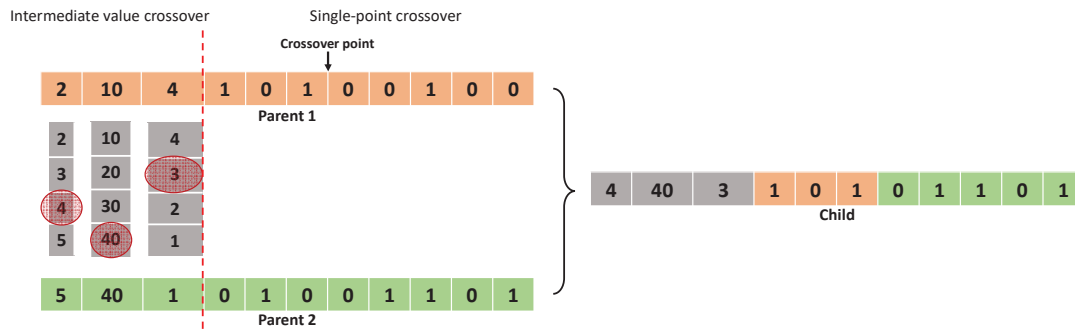 Intermediate value crossover Single-point crossover
Crossover point
2 10 4 1 0 1 0 0 1 0 0
Parent 1
2 10 4
3 20 3
4 30 2
5 40 1
4 40 3 1 0 1 0 1 1 0 1
Child
5 40 1 0 1 0 0 1 1 0 1
Parent 2